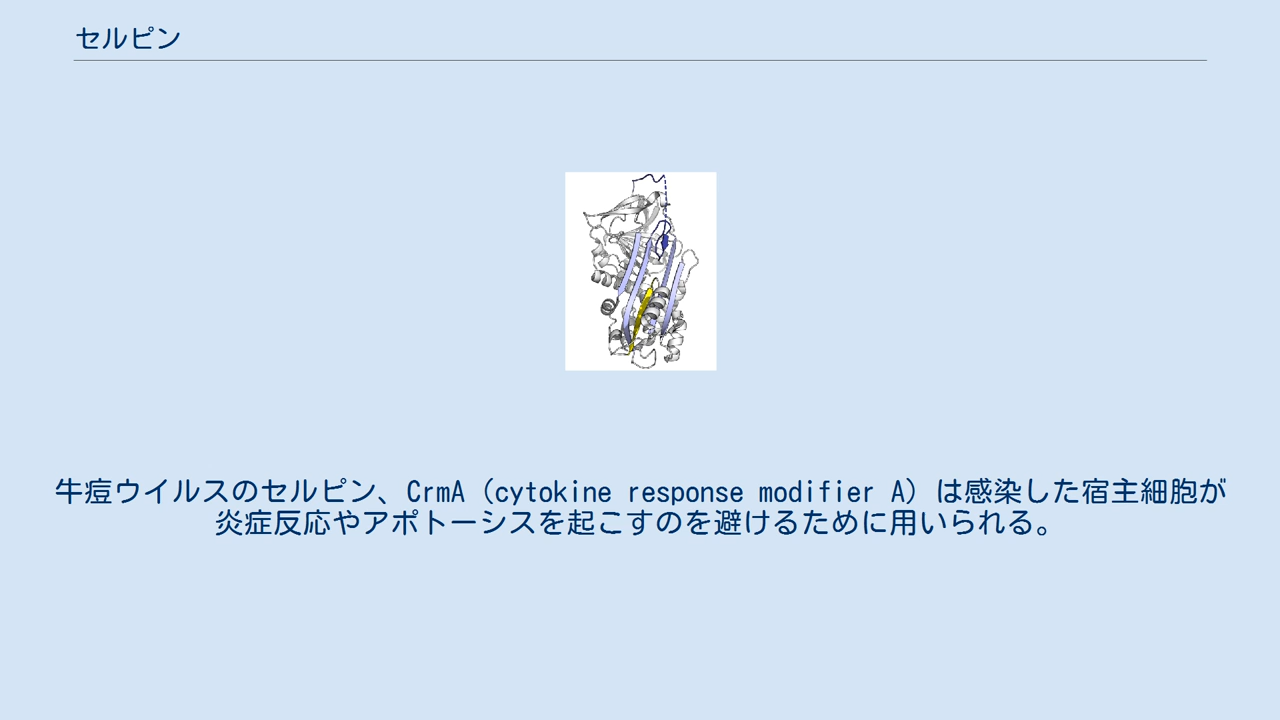 セルピン
牛痘ウイルスのセルピン、CrmA（cytokine response modifier A）は感染した宿主細胞が
炎症反応やアポトーシスを起こすのを避けるために用いられる。